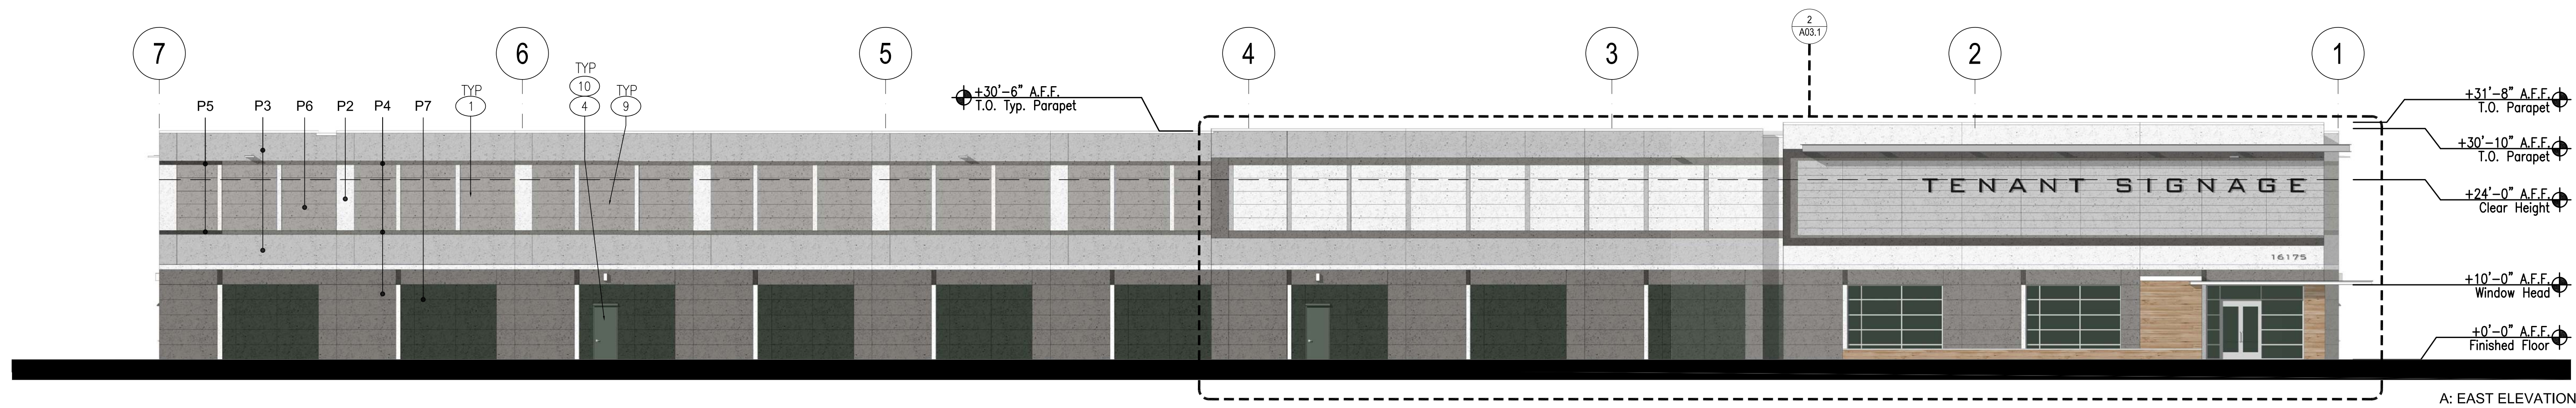 2
A03.1
7
6
5
4
3
2
1
TYP
10
4
TYP
1
TYP
9
P5
P3
P6
P2
P4
P7
+30'-6" A.F.F.
T.O. Typ. Parapet
+31'-8" A.F.F.
T.O. Parapet
+30'-10" A.F.F.
T.O. Parapet
TENANT SIGNAGE
+24'-0" A.F.F.
Clear Height
16175
+10'-0" A.F.F.
Window Head
+0'-0" A.F.F.
Finished Floor
A: EAST ELEVATION